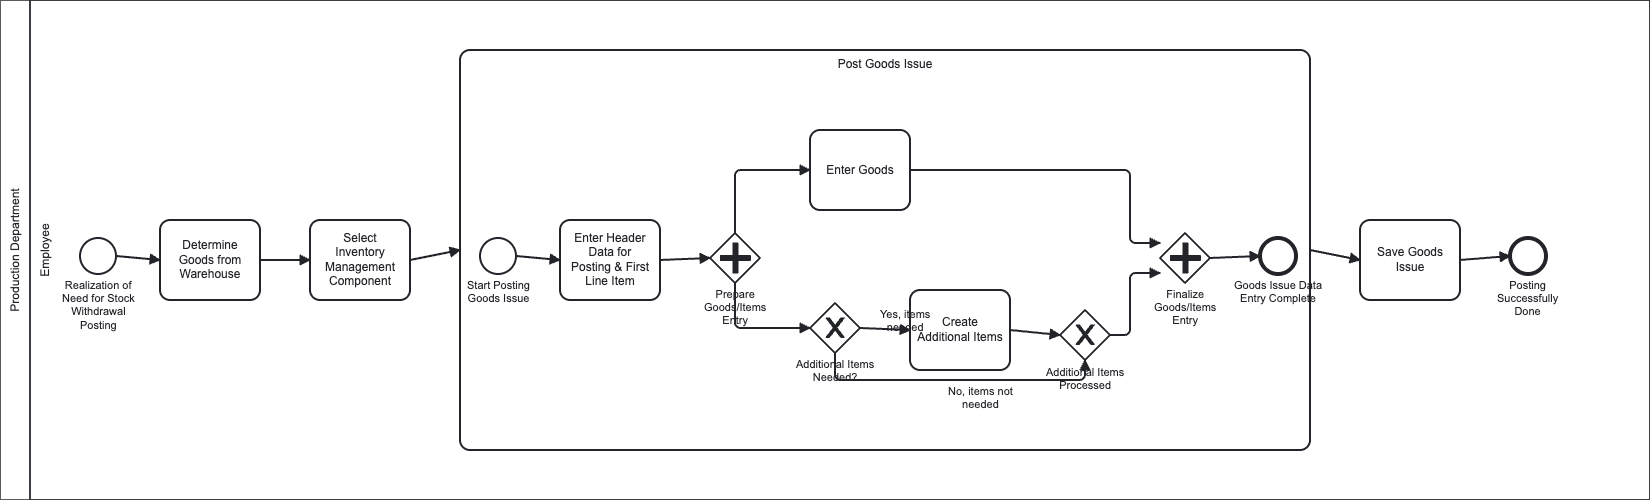 Production Department
Employee
Realization of
Need for Stock
Withdrawal
Posting
Determine
Goods from
Warehouse
Select
Inventory
Management
Component
Post Goods Issue
Start Posting
Goods Issue
Enter Header
Data for
Posting & First
Line Item
Prepare
Goods/Items
Entry
Enter Goods
Additional Items
Needed?
Yes, items
needed
Create
Additional Items
No, items not
needed
Additional Items
Processed
Finalize
Goods/Items
Entry
Goods Issue Data
Entry Complete
Save Goods
Issue
Posting
Successfully
Done